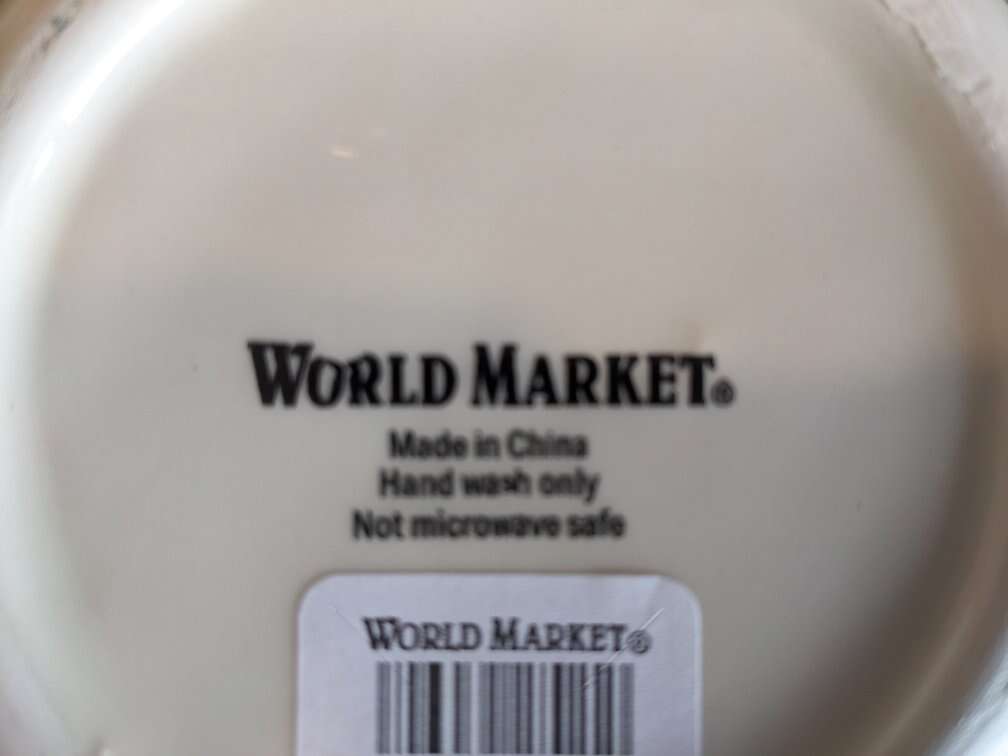 WORLD MARKET®
Made in China
Hand wash only
Not microwave safe
WORLD MARKET®